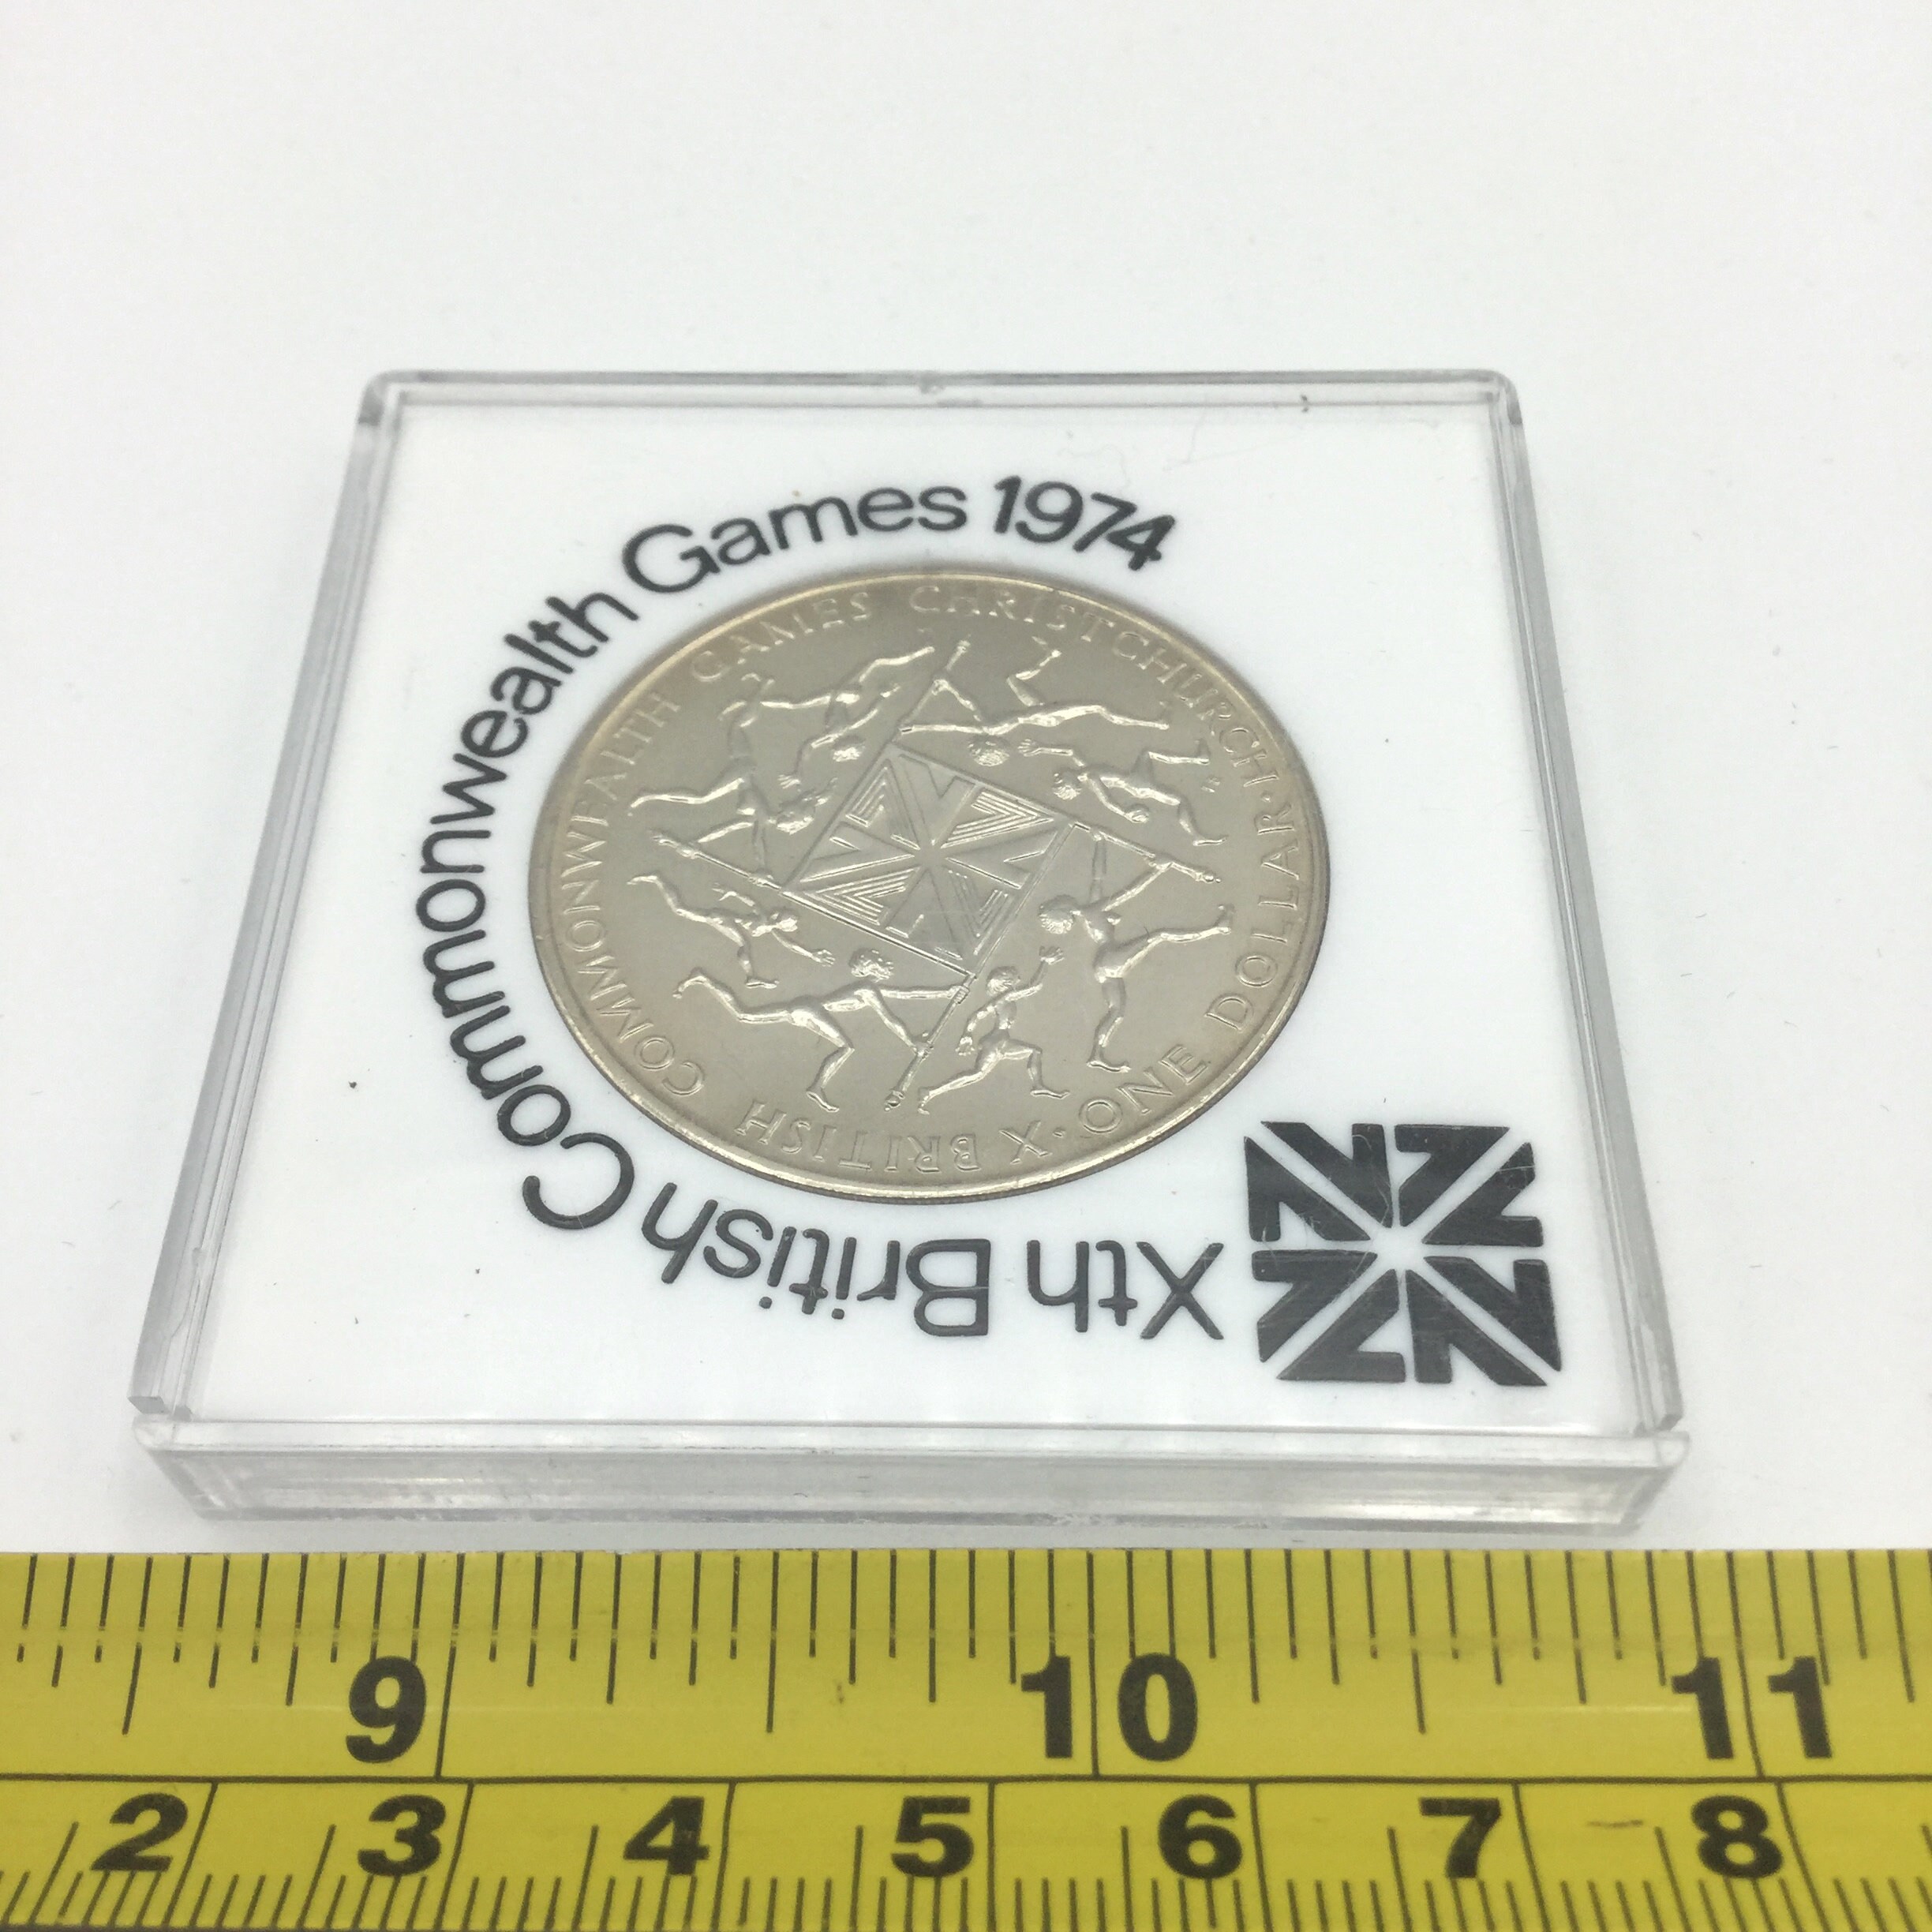 Xth British Commonwealth Games 1974
X BRITISH COMMONWEALTH GAMES CHRISTCHURCH · ONE DOLLAR ·
9 10 11
2 3 4 5 6 7 8